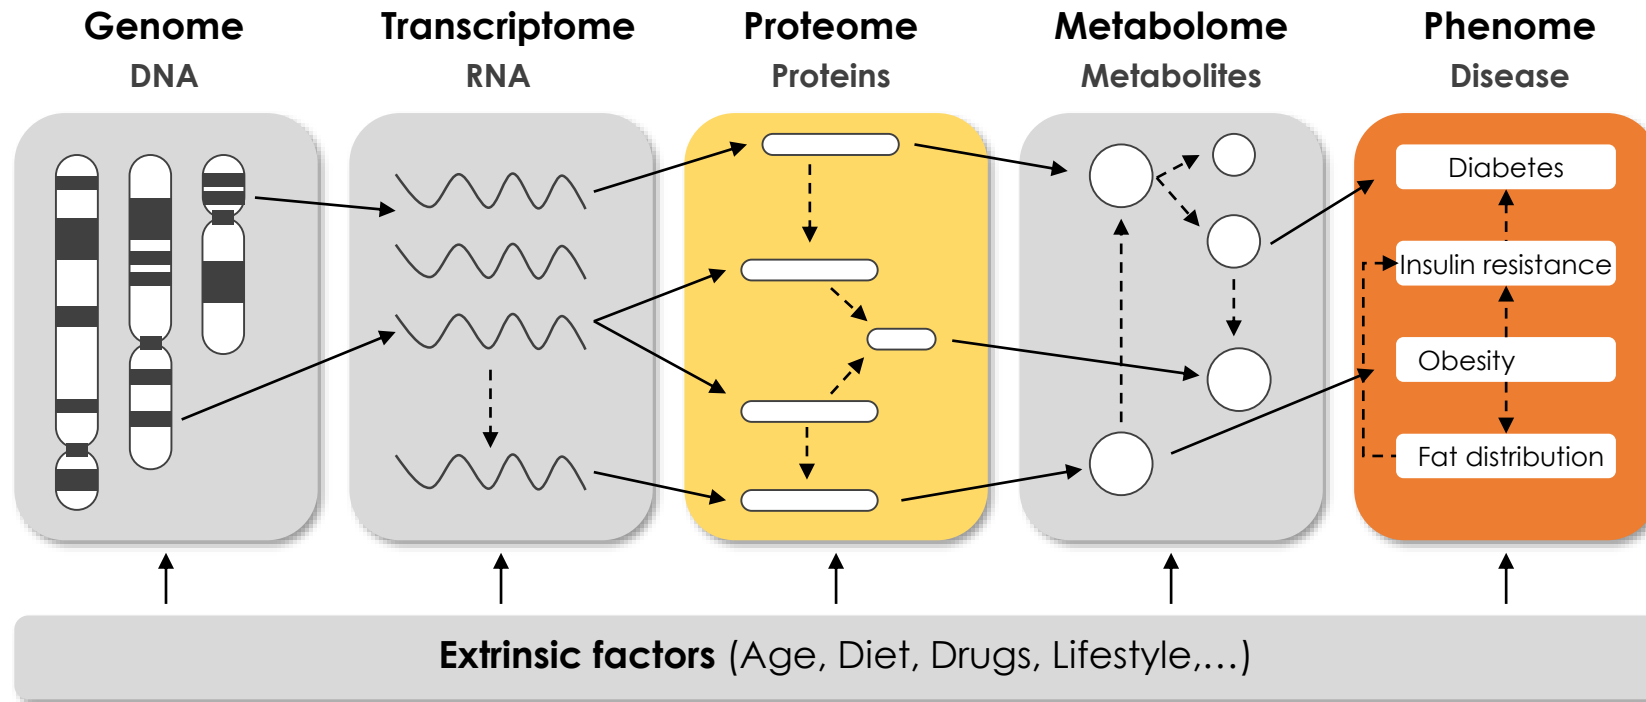 Genome Transcriptome Proteome Metabolome Phenome
DNA RNA Proteins Metabolites Disease
Diabetes
Insulin resistance
Obesity
Fat distribution
Extrinsic factors (Age, Diet, Drugs, Lifestyle,...)